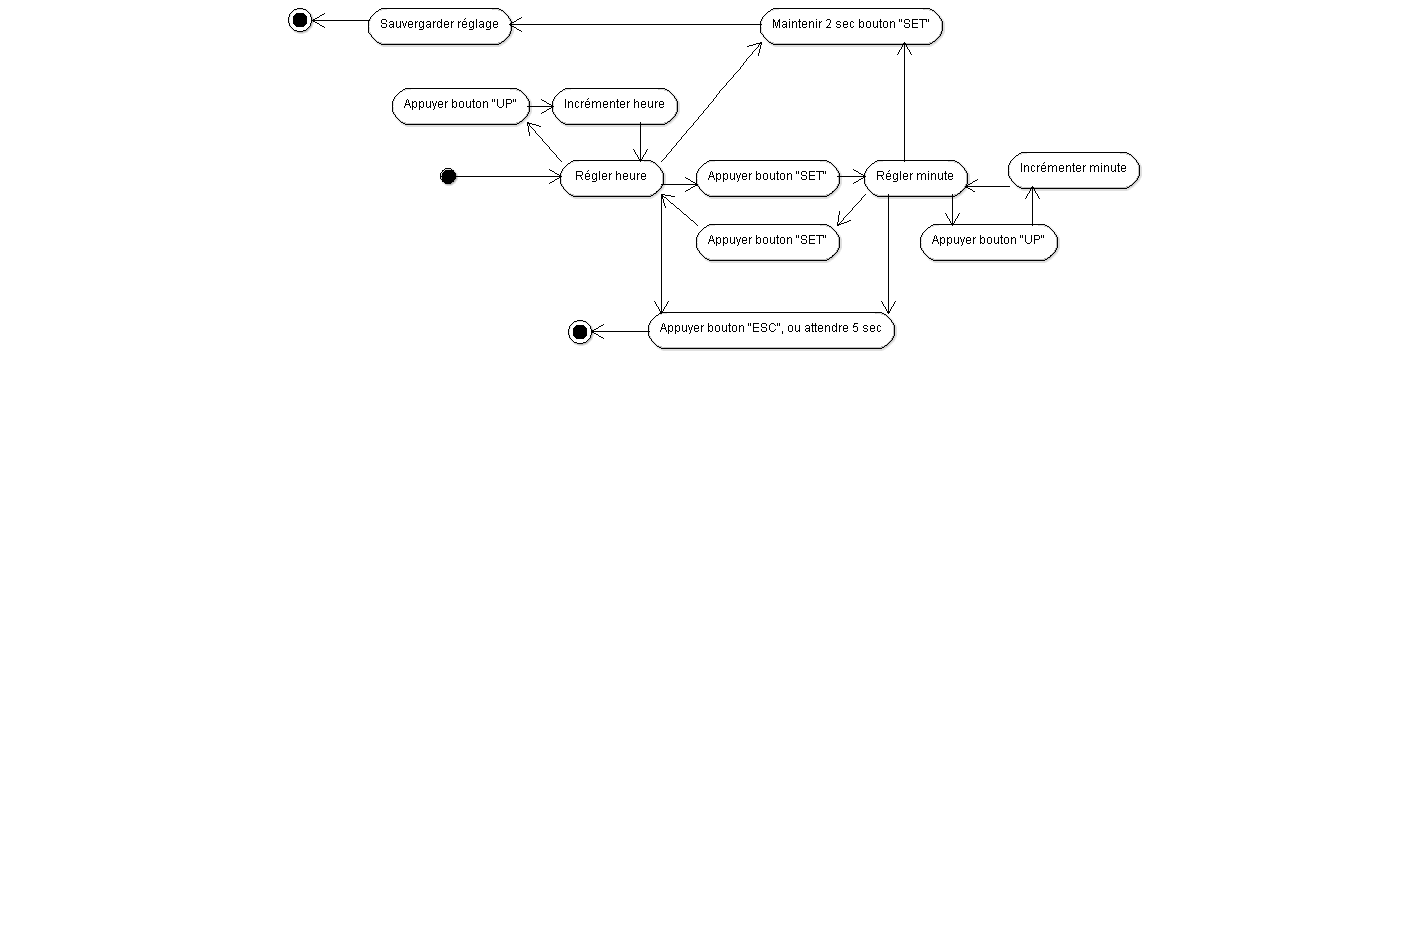 Sauvergarder réglage
Maintenir 2 sec bouton "SET"
Appuyer bouton "UP"
Incrémenter heure
Régler heure
Appuyer bouton "SET"
Régler minute
Incrémenter minute
Appuyer bouton "SET"
Appuyer bouton "UP"
Appuyer bouton "ESC", ou attendre 5 sec